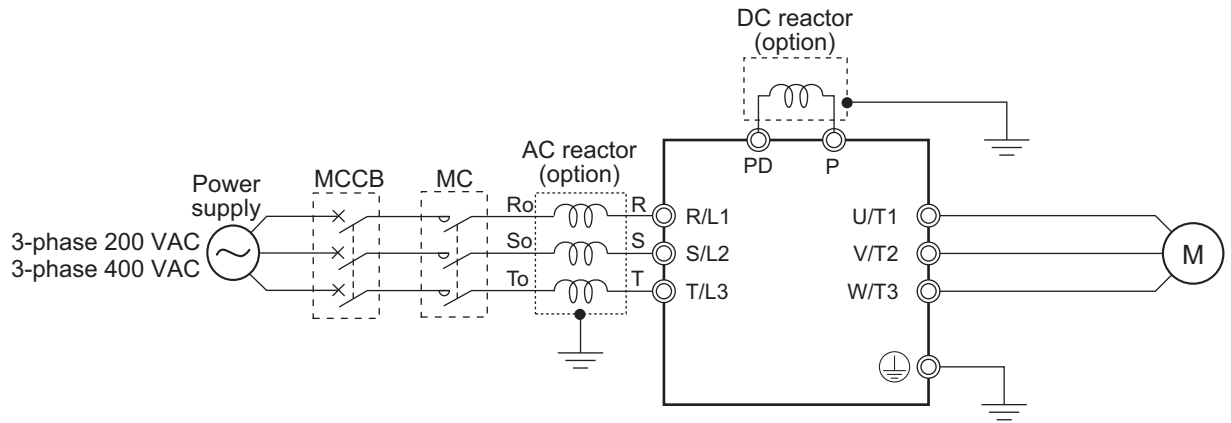 DC reactor
(option)
PD
P
AC reactor
(option)
Power
supply
MCCB
MC
3-phase 200 VAC
3-phase 400 VAC
Ro
R
R/L1
U/T1
So
S
S/L2
V/T2
M
To
T
T/L3
W/T3